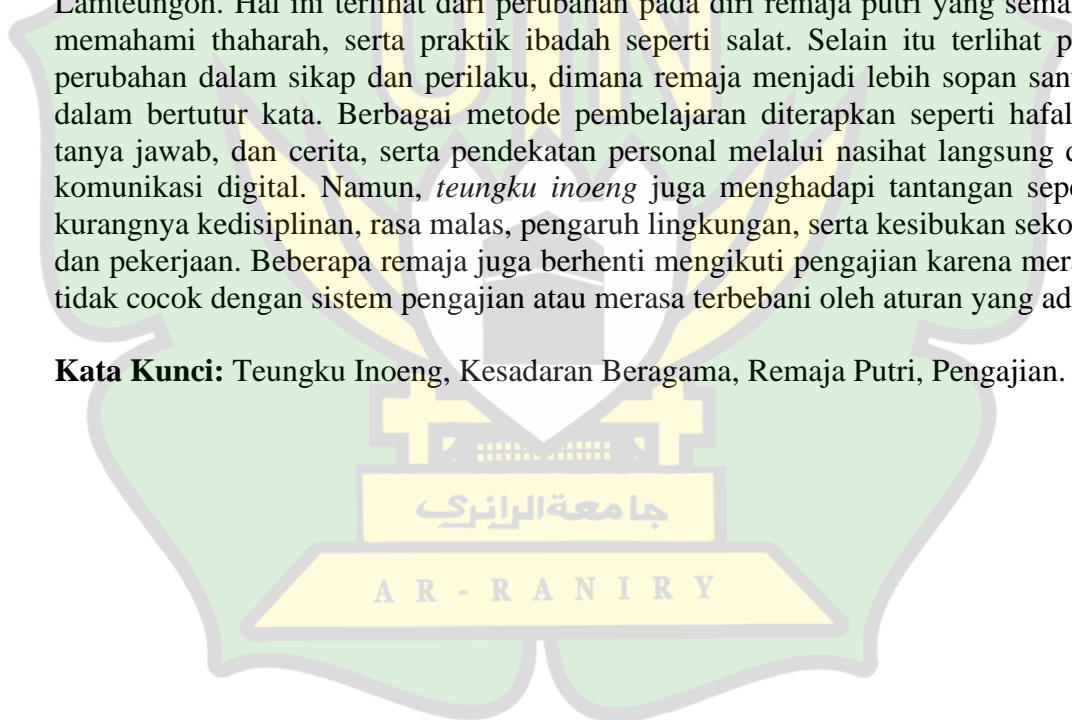 Lamteungoh. Hal ini terlihat dari perubahan pada diri remaja putri yang sema
memahami thaharah, serta praktik ibadah seperti salat. Selain itu terlihat p
perubahan dalam sikap dan perilaku, dimana remaja menjadi lebih sopan sant
dalam bertutur kata. Berbagai metode pembelajaran diterapkan seperti hafal
tanya jawab, dan cerita, serta pendekatan personal melalui nasihat langsung d
komunikasi digital. Namun, teungku inoeng juga menghadapi tantangan sepe
kurangnya kedisiplinan, rasa malas, pengaruh lingkungan, serta kesibukan seko
dan pekerjaan. Beberapa remaja juga berhenti mengikuti pengajian karena mera
tidak cocok dengan sistem pengajian atau merasa terbebani oleh aturan yang ad
Kata Kunci: Teungku Inoeng, Kesadaran Beragama, Remaja Putri, Pengajian.
UIN
جامعة الرانري
AR-RANIRY